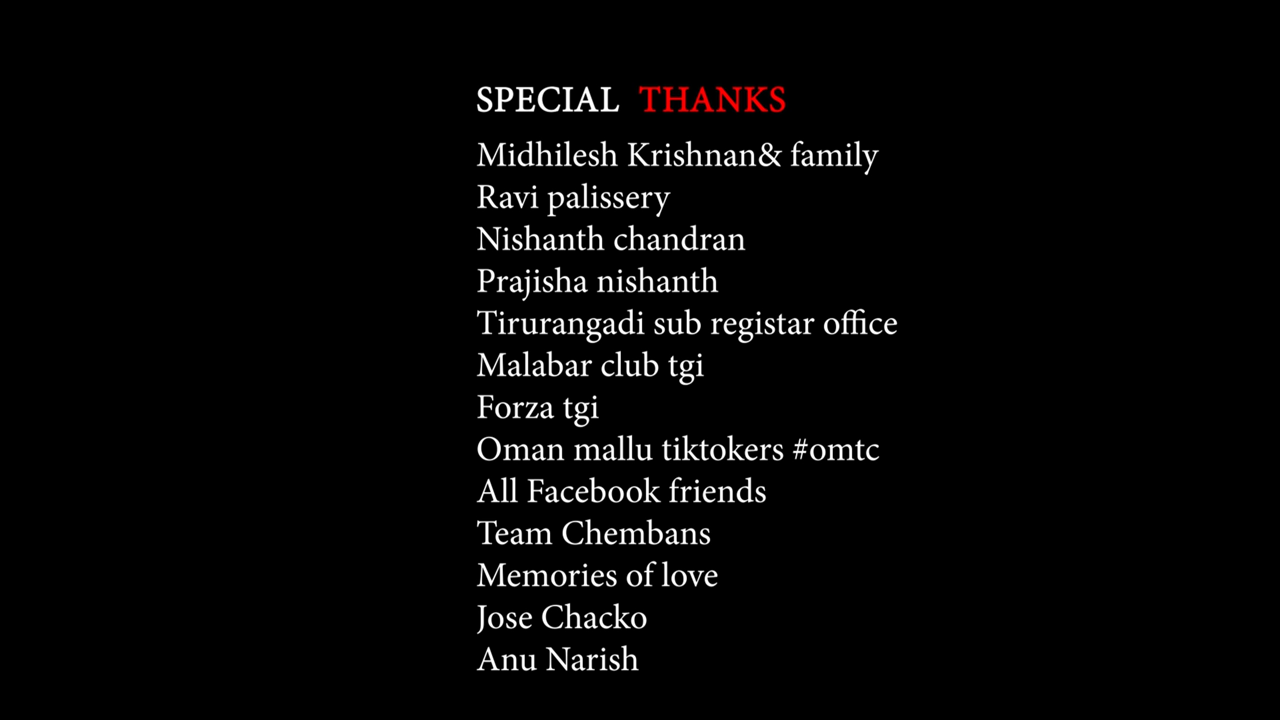 SPECIAL THANKS
Midhilesh Krishnan& family
Ravi palissery
Nishanth chandran
Prajisha nishanth
Tirurangadi sub registar office
Malabar club tgi
Forza tgi
Oman mallu tiktokers #omtc
All Facebook friends
Team Chembans
Memories of love
Jose Chacko
Anu Narish